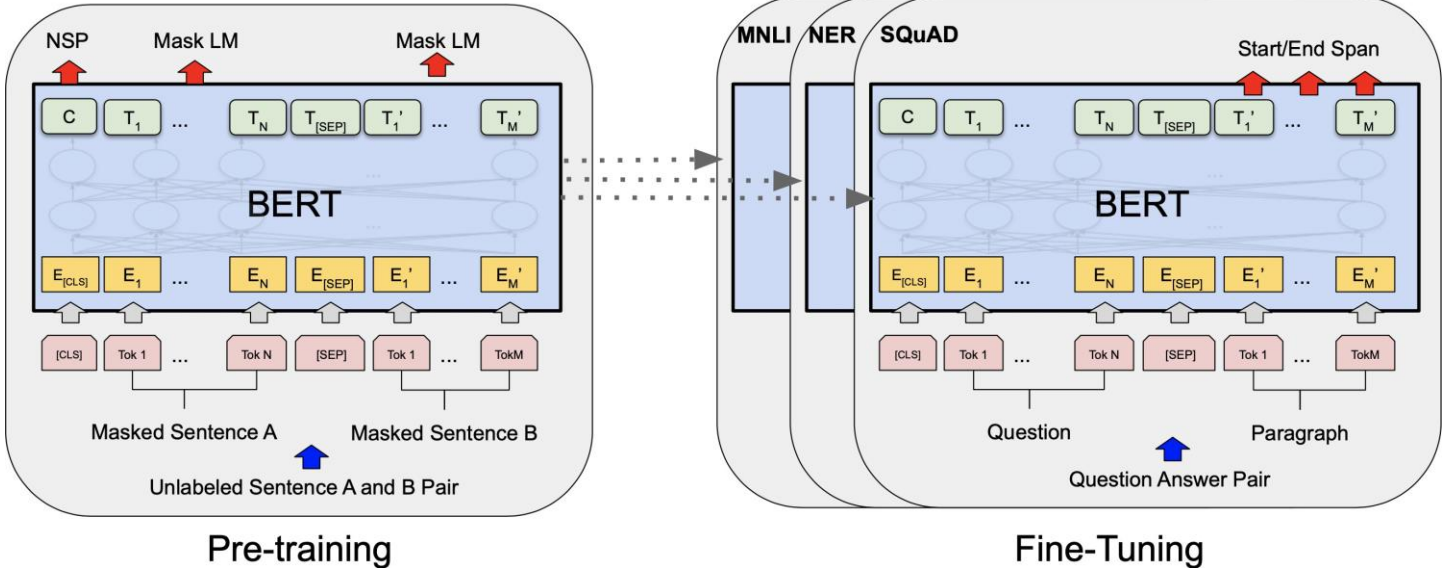 NSP Mask LM Mask LM
C T1 ... TN T[SEP] T1' ... TM'
...
BERT
...
E[CLS] E1 ... EN E[SEP] E1' ... EM'
[CLS] Tok 1 ... Tok N [SEP] Tok 1 ... TokM
Masked Sentence A Masked Sentence B
Unlabeled Sentence A and B Pair
Pre-training
MNLI NER SQuAD
Start/End Span
C T1 ... TN T[SEP] T1' ... TM'
...
BERT
...
E[CLS] E1 ... EN E[SEP] E1' ... EM'
[CLS] Tok 1 ... Tok N [SEP] Tok 1 ... TokM
Question Paragraph
Question Answer Pair
Fine-Tuning